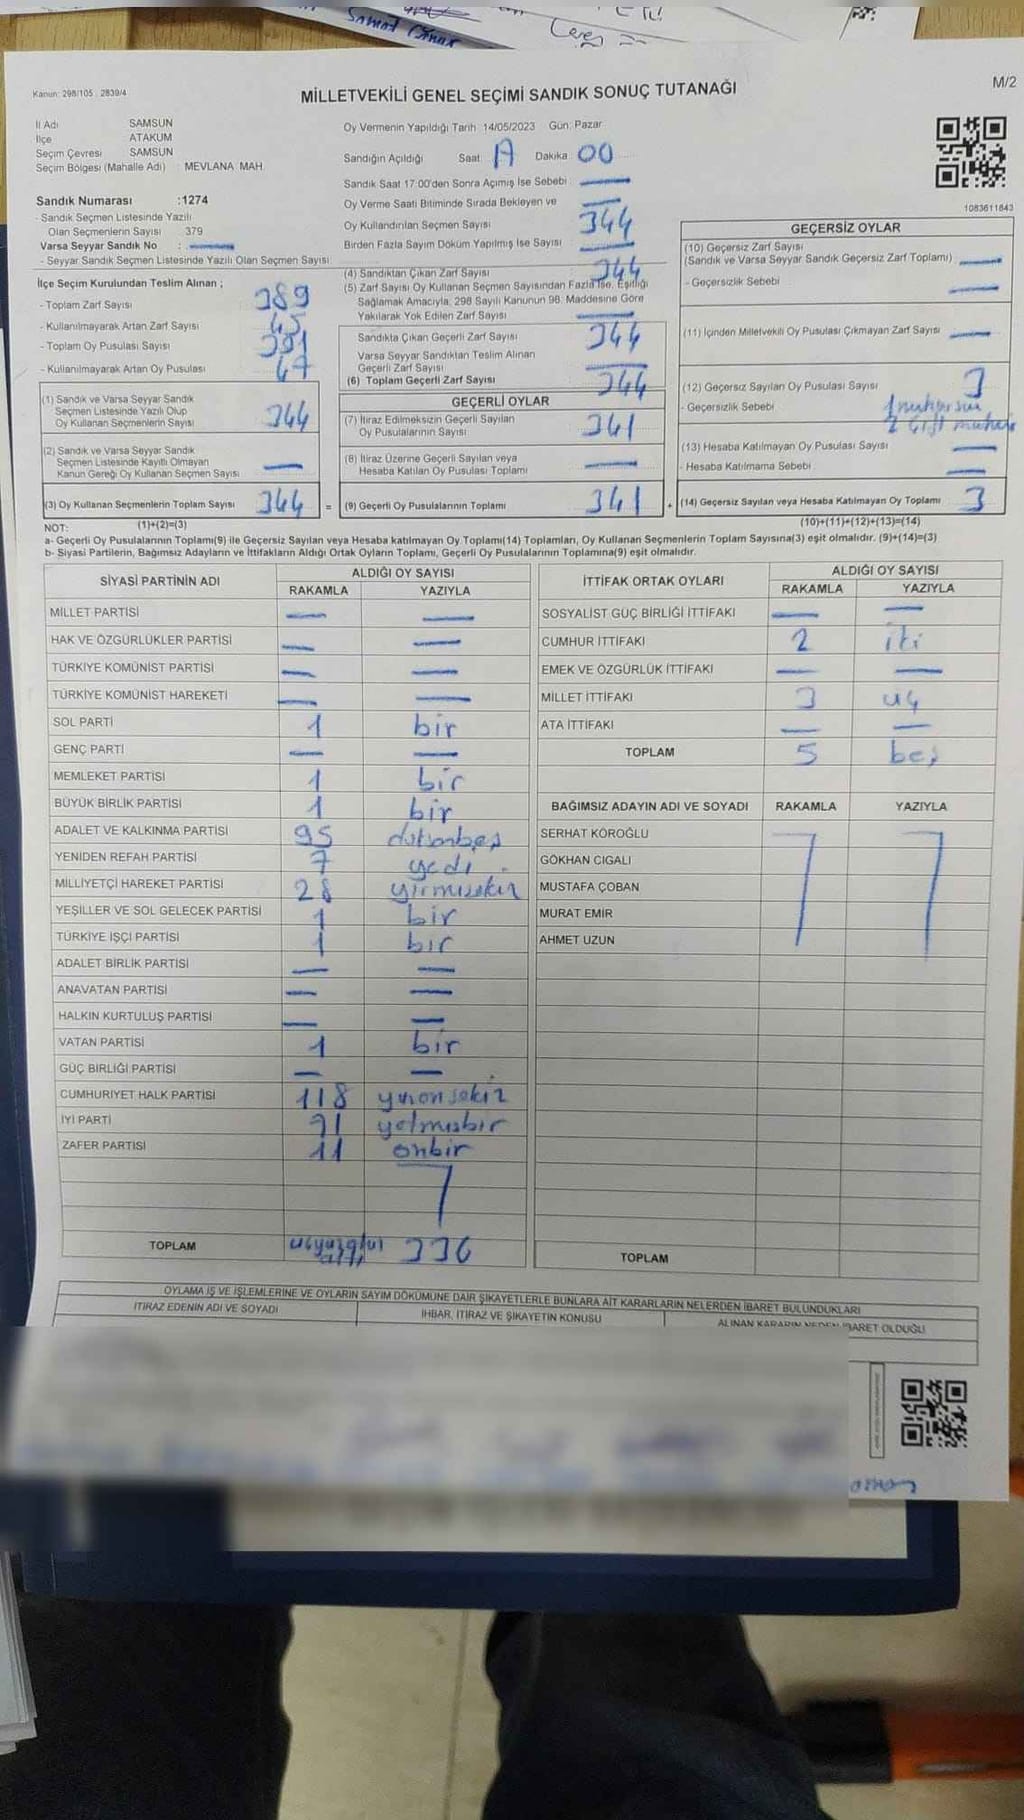 Kanun: 298/105 : 2839/4
MİLLETVEKİLİ GENEL SEÇİMİ SANDIK SONUÇ TUTANAĞI
M/2
İl Adı SAMSUN
İlçe ATAKUM
Seçim Çevresi SAMSUN
Seçim Bölgesi (Mahalle Adı) : MEVLANA MAH.
Oy Vermenin Yapıldığı Tarih 14/05/2023 Gün: Pazar
Sandığın Açıldığı Saat: Dakika: 00
Sandık Saat 17:00'den Sonra Açımış İse Sebebi : —
Oy Verme Saati Bitiminde Sırada Bekleyen ve —
Oy Kullandırılan Seçmen Sayısı 344
Birden Fazla Sayım Döküm Yapılmış İse Sayısı —
1083611843
Sandık Numarası :1274
- Sandık Seçmen Listesinde Yazılı
Olan Seçmenlerin Sayısı 379
Varsa Seyyar Sandık No : —
- Seyyar Sandık Seçmen Listesinde Yazılı Olan Seçmen Sayısı:
İlçe Seçim Kurulundan Teslim Alınan ;
- Toplam Zarf Sayısı 389
- Kullanılmayarak Artan Zarf Sayısı 45
- Toplam Oy Pusulası Sayısı 391
- Kullanılmayarak Artan Oy Pusulası 47
(1) Sandık ve Varsa Seyyar Sandık
Seçmen Listesinde Yazılı Olup
Oy Kullanan Seçmenlerin Sayısı 344
(2) Sandık ve Varsa Seyyar Sandık
Seçmen Listesinde Kayıtlı Olmayan
Kanun Gereği Oy Kullanan Seçmen Sayısı —
(3) Oy Kullanan Seçmenlerin Toplam Sayısı 344 =
(1)+(2)=(3)
(4) Sandıktan Çıkan Zarf Sayısı 344
(5) Zarf Sayısı Oy Kullanan Seçmen Sayısından Fazla İse, Eşitliği
Sağlamak Amacıyla, 298 Sayılı Kanunun 98. Maddesine Göre
Yakılarak Yok Edilen Zarf Sayısı —
Sandıkta Çıkan Geçerli Zarf Sayısı 344
Varsa Seyyar Sandıktan Teslim Alınan
Geçerli Zarf Sayısı —
(6) Toplam Geçerli Zarf Sayısı 344
GEÇERLİ OYLAR
(7) İtiraz Edilmeksizin Geçerli Sayılan
Oy Pusulalarının Sayısı 341
(8) İtiraz Üzerine Geçerli Sayılan veya
Hesaba Katılan Oy Pusulası Toplamı —
(9) Geçerli Oy Pusulalarının Toplamı 341 +
GEÇERSİZ OYLAR
(10) Geçersiz Zarf Sayısı
(Sandık ve Varsa Seyyar Sandık Geçersiz Zarf Toplamı) —
- Geçersizlik Sebebi —
(11) İçinden Milletvekili Oy Pusulası Çıkmayan Zarf Sayısı —
(12) Geçersiz Sayılan Oy Pusulası Sayısı 3
- Geçersizlik Sebebi 1
2 çift
(13) Hesaba Katılmayan Oy Pusulası Sayısı —
- Hesaba Katılmama Sebebi —
(14) Geçersiz Sayılan veya Hesaba Katılmayan Oy Toplamı 3
(10)+(11)+(12)+(13)=(14)
NOT:
a- Geçerli Oy Pusulalarının Toplamı(9) ile Geçersiz Sayılan veya Hesaba katılmayan Oy Toplamı(14) Toplamları, Oy Kullanan Seçmenlerin Toplam Sayısına(3) eşit olmalıdır. (9)+(14)=(3)
b- Siyasi Partilerin, Bağımsız Adayların ve İttifakların Aldığı Ortak Oyların Toplamı, Geçerli Oy Pusulalarının Toplamına(9) eşit olmalıdır.
SİYASİ PARTİNİN ADI ALDIĞI OY SAYISI
RAKAMLA YAZIYLA
MİLLET PARTİSİ — —
HAK VE ÖZGÜRLÜKLER PARTİSİ — —
TÜRKİYE KOMÜNİST PARTİSİ — —
TÜRKİYE KOMÜNİST HAREKETİ — —
SOL PARTİ 1 bir
GENÇ PARTİ — —
MEMLEKET PARTİSİ 1 bir
BÜYÜK BİRLİK PARTİSİ 1 bir
ADALET VE KALKINMA PARTİSİ 95 doksanbeş
YENİDEN REFAH PARTİSİ 7 yedi
MİLLİYETÇİ HAREKET PARTİSİ 28 yirmisekiz
YEŞİLLER VE SOL GELECEK PARTİSİ 1 bir
TÜRKİYE İŞÇİ PARTİSİ 1 bir
ADALET BİRLİK PARTİSİ — —
ANAVATAN PARTİSİ — —
HALKIN KURTULUŞ PARTİSİ — —
VATAN PARTİSİ 1 bir
GÜÇ BİRLİĞİ PARTİSİ — —
CUMHURİYET HALK PARTİSİ 118 yüzonsekiz
İYİ PARTİ 71 yetmişbir
ZAFER PARTİSİ 11 onbir
TOPLAM 336
İTTİFAK ORTAK OYLARI ALDIĞI OY SAYISI
RAKAMLA YAZIYLA
SOSYALİST GÜÇ BİRLİĞİ İTTİFAKI — —
CUMHUR İTTİFAKI 2 iki
EMEK VE ÖZGÜRLÜK İTTİFAKI — —
MİLLET İTTİFAKI 3 üç
ATA İTTİFAKI — —
TOPLAM 5 beş
BAĞIMSIZ ADAYIN ADI VE SOYADI RAKAMLA YAZIYLA
SERHAT KÖROĞLU
GÖKHAN CIGALI
MUSTAFA ÇOBAN
MURAT EMİR
AHMET UZUN
TOPLAM
OYLAMA İŞ VE İŞLEMLERİNE VE OYLARIN SAYIM DÖKÜMÜNE DAİR ŞİKAYETLERLE BUNLARA AİT KARARLARIN NELERDEN İBARET BULUNDUKLARI
İTİRAZ EDENİN ADI VE SOYADI İHBAR, İTİRAZ VE ŞİKAYETİN KONUSU ALINAN KARARIN NEDEN İBARET OLDUĞU